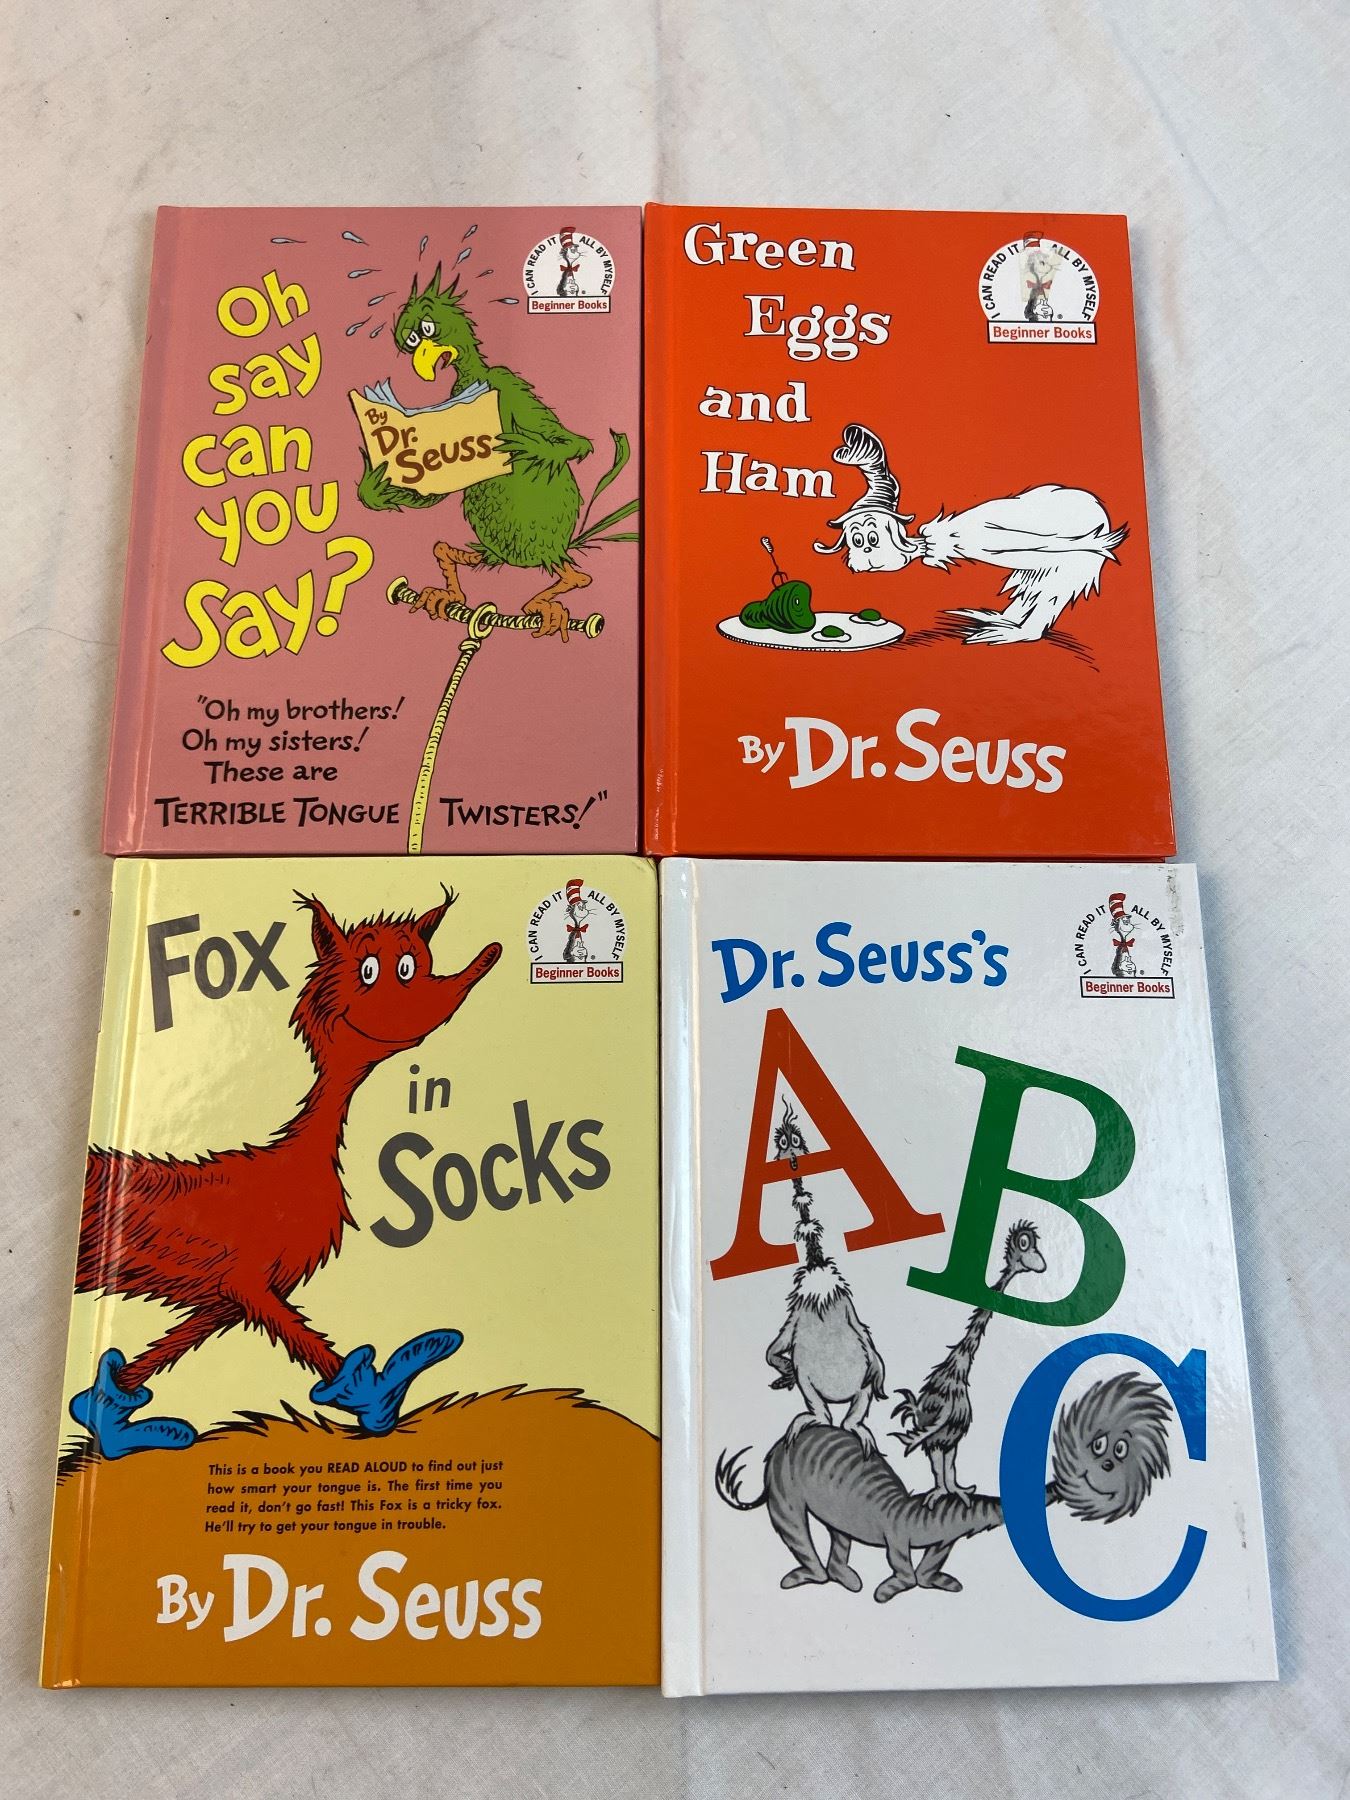 Oh
say
can
you
Say?
By
Dr.
Seuss
I CAN READ IT ALL BY MYSELF
Beginner Books
"Oh my brothers!
Oh my sisters!
These are
TERRIBLE TONGUE TWISTERS!"
Green
Eggs
and
Ham
I CAN READ IT ALL BY MYSELF
Beginner Books
By Dr. Seuss
Fox
in
Socks
I CAN READ IT ALL BY MYSELF
Beginner Books
This is a book you READ ALOUD to find out just
how smart your tongue is. The first time you
read it, don't go fast! This Fox is a tricky fox.
He'll try to get your tongue in trouble.
By Dr. Seuss
Dr. Seuss's
I CAN READ IT ALL BY MYSELF
Beginner Books
A
B
C